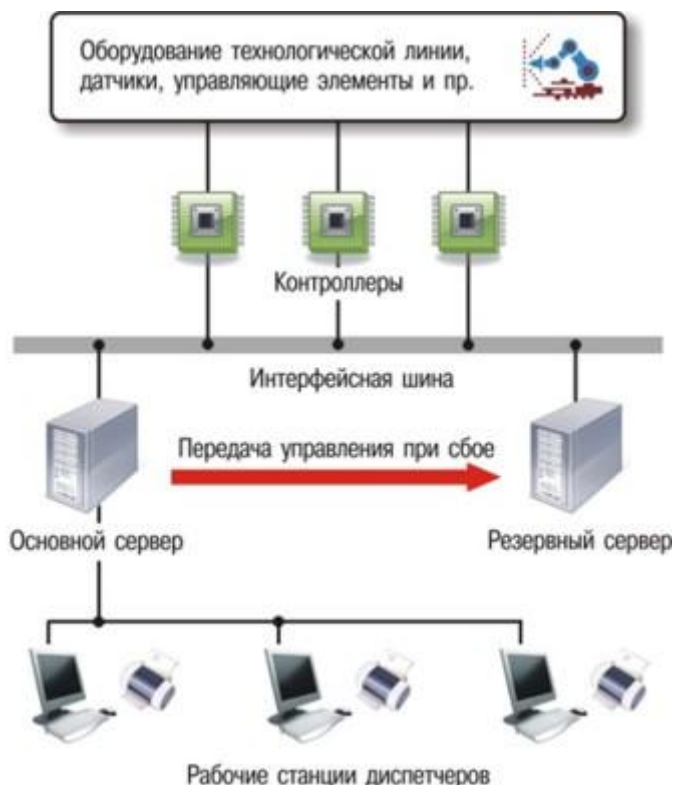 Оборудование технологической линии,
датчики, управляющие элементы и пр.
Контроллеры
Интерфейсная шина
Передача управления при сбое
Основной сервер
Резервный сервер
Рабочие станции диспетчеров